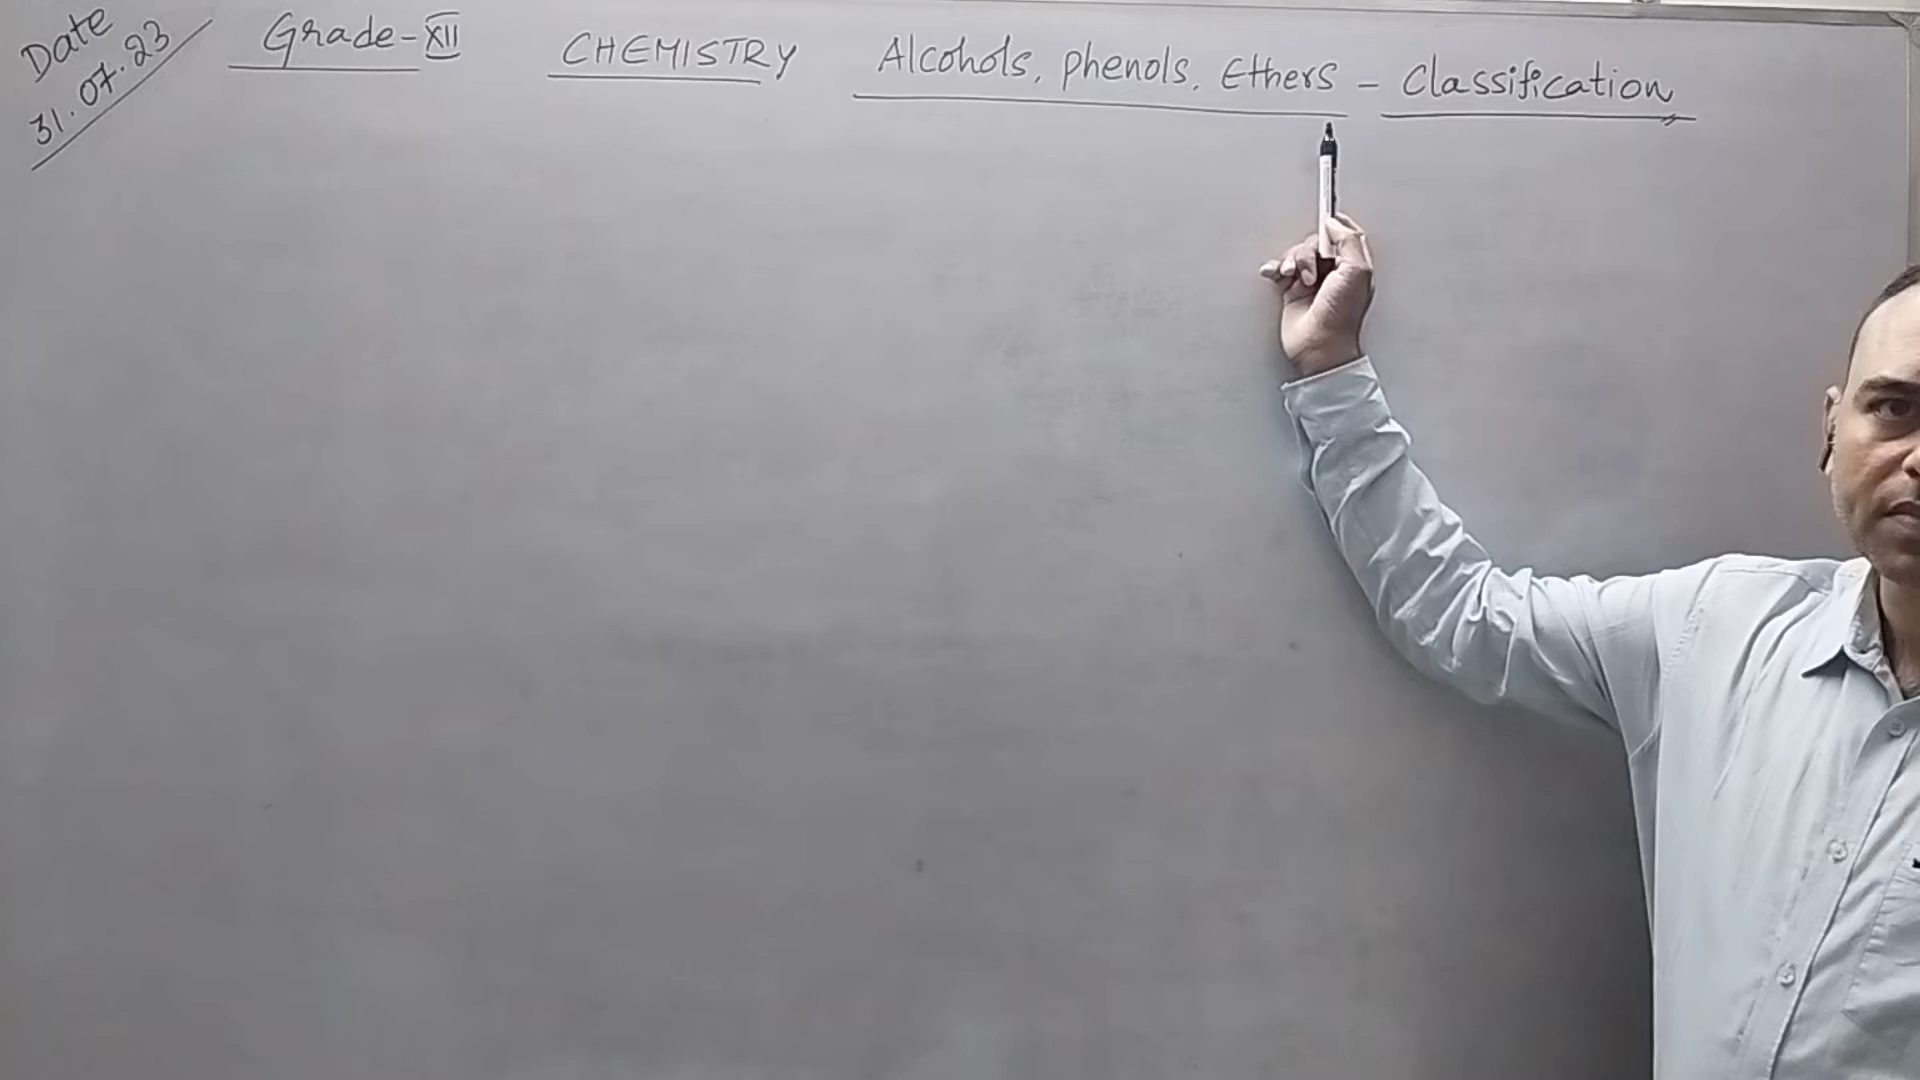 Date
31.07.23
Grade-XII
CHEMISTRY
Alcohols, phenols, Ethers - Classification